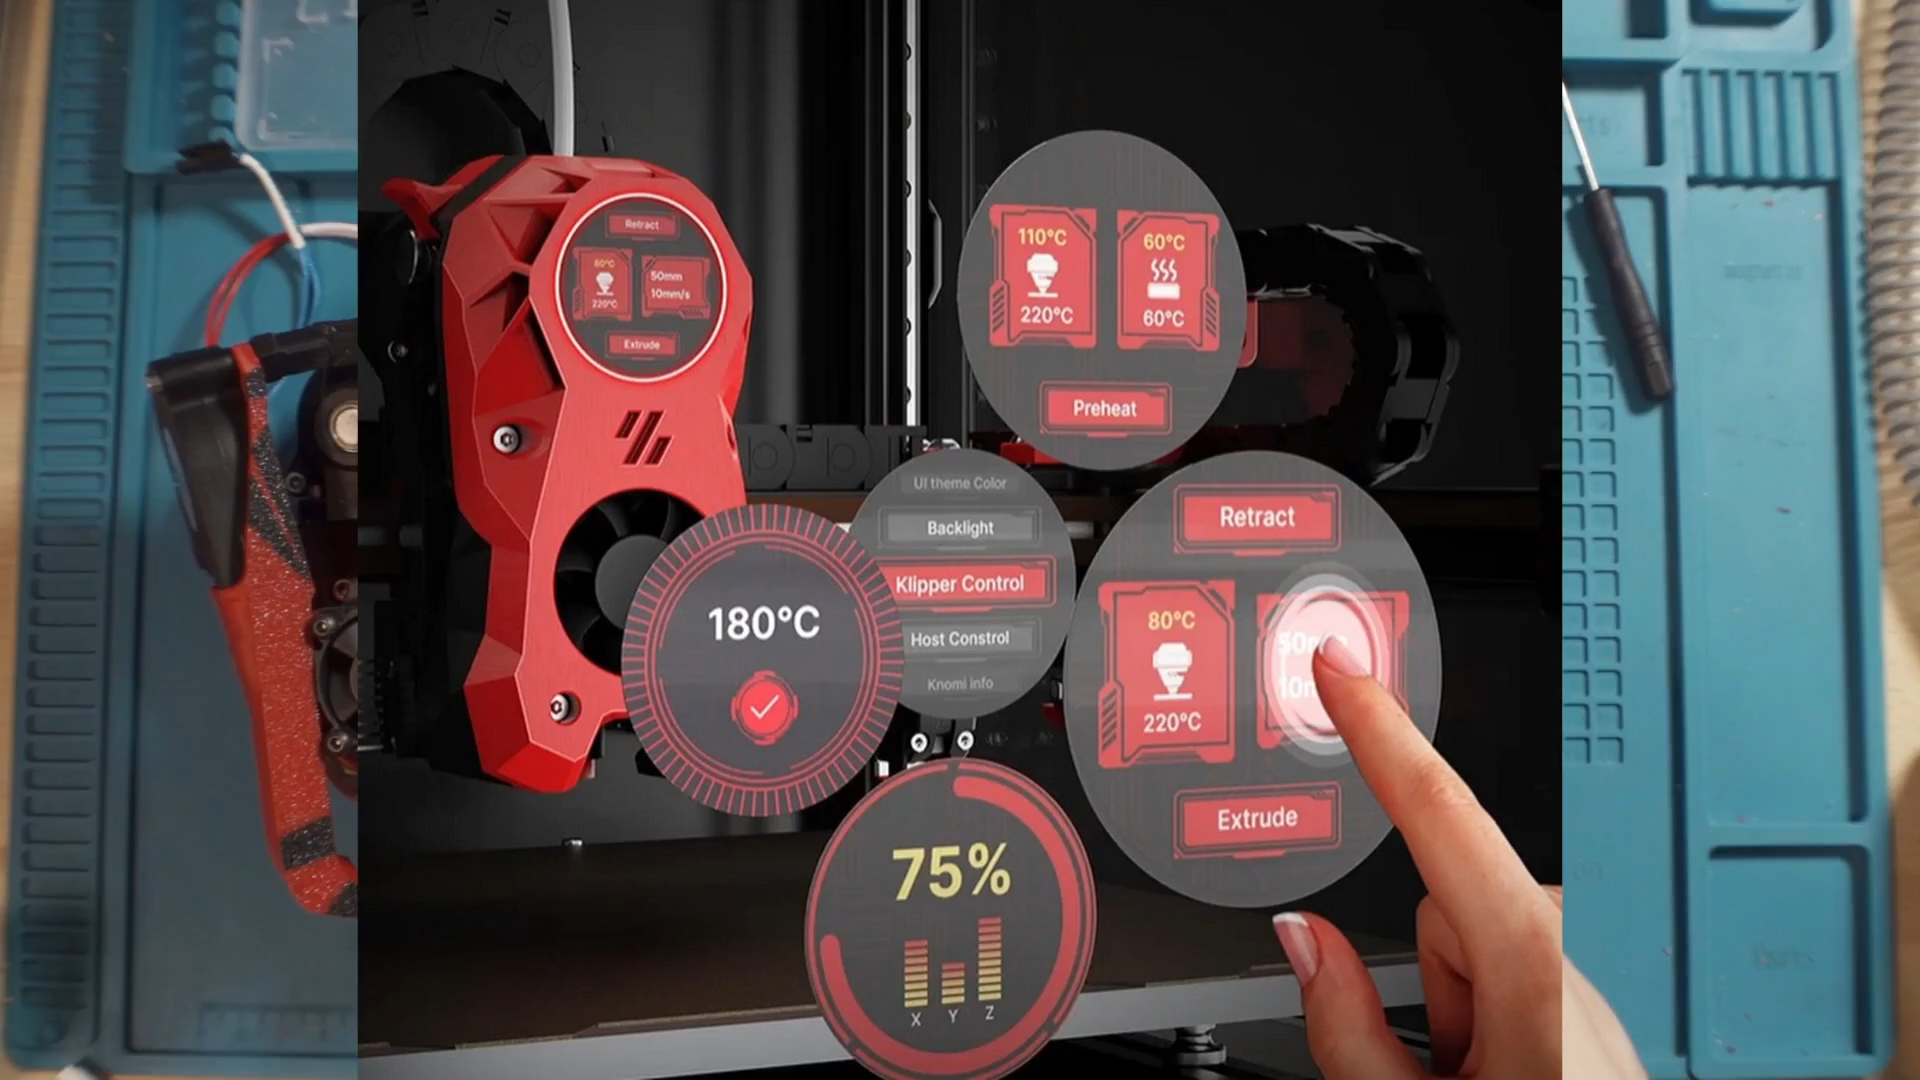 Retract
80°C
220°C
50mm
10mm/s
Extrude
110°C
220°C
60°C
60°C
Preheat
UI theme Color
Backlight
Klipper Control
Host Constrol
Knomi info
180°C
Retract
80°C
220°C
Extrude
75%
X Y Z